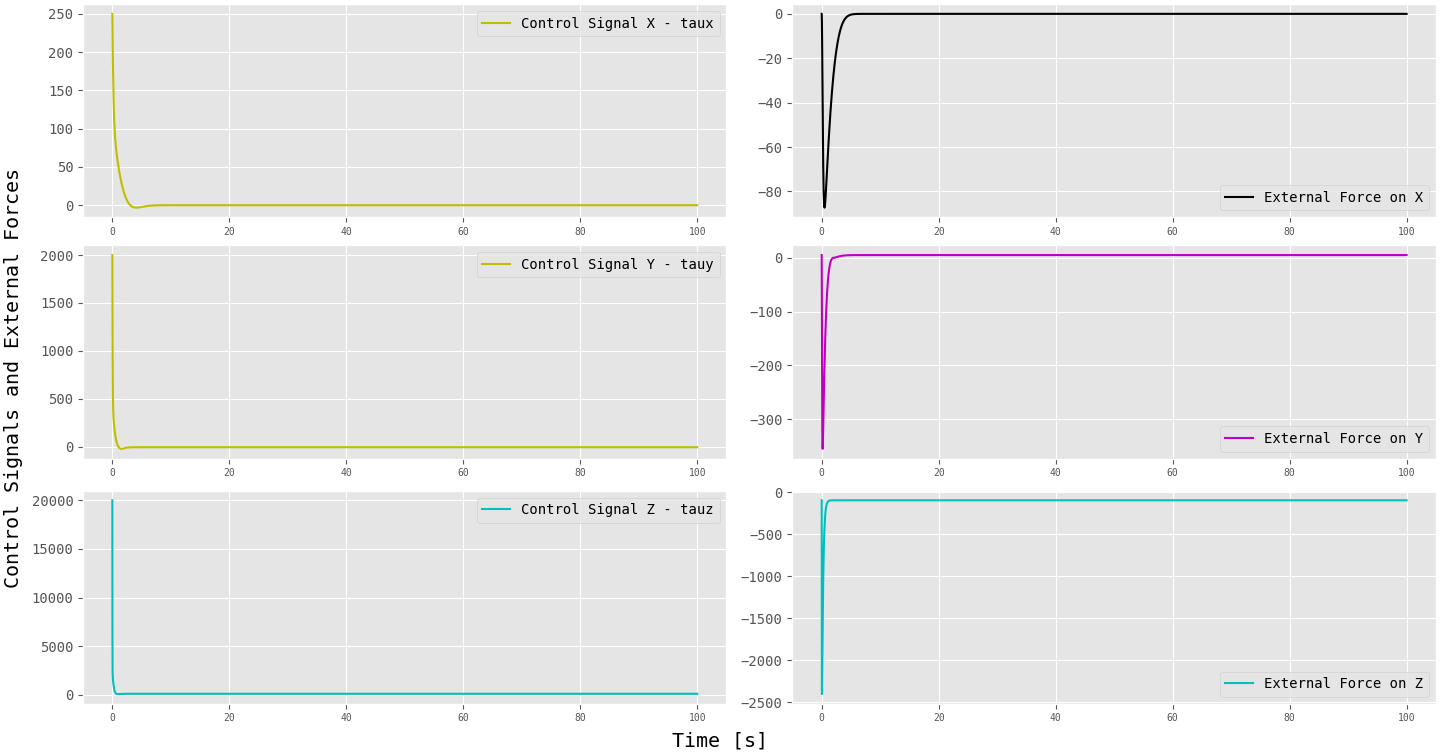 Control Signals and External Forces
250
200
150
100
50
0
Control Signal X - taux
0 20 40 60 80 100
0
−20
−40
−60
−80
External Force on X
0 20 40 60 80 100
2000
1500
1000
500
0
Control Signal Y - tauy
0 20 40 60 80 100
0
−100
−200
−300
External Force on Y
0 20 40 60 80 100
20000
15000
10000
5000
0
Control Signal Z - tauz
0 20 40 60 80 100
0
−500
−1000
−1500
−2000
−2500
External Force on Z
0 20 40 60 80 100
Time [s]